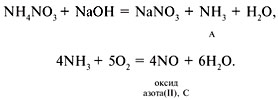 NH₄NO₃ + NaOH = NaNO₃ + NH₃ + H₂O,
А
4NH₃ + 5O₂ = 4NO + 6H₂O.
оксид
азота(II), С